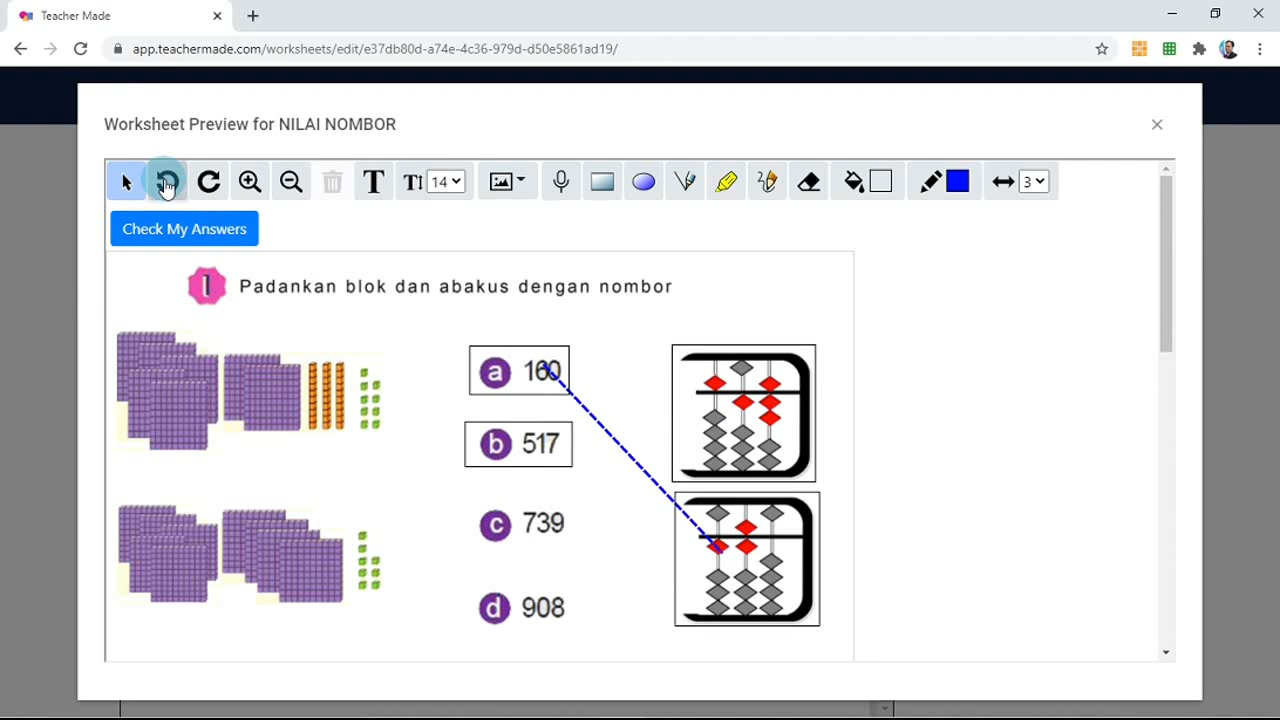 Teacher Made
app.teachermade.com/worksheets/edit/e37db80d-a74e-4c36-979d-d50e5861ad19/
Worksheet Preview for NILAI NOMBOR
T T 14 3
Check My Answers
1 Padankan blok dan abakus dengan nombor
a 160
b 517
c 739
d 908